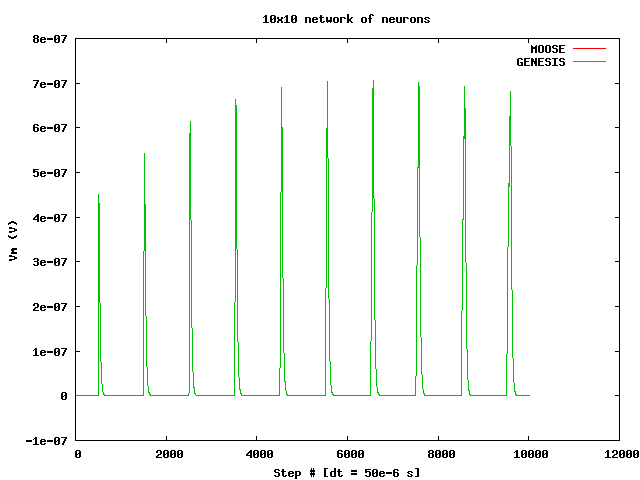 10x10 network of neurons
8e-07
7e-07
6e-07
5e-07
4e-07
3e-07
2e-07
1e-07
0
-1e-07
Vm (V)
MOOSE
GENESIS
0 2000 4000 6000 8000 10000 12000
Step # [dt = 50e-6 s]